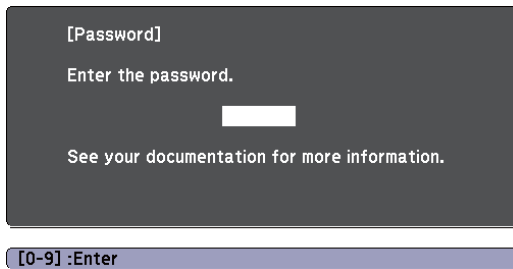 [Password]
Enter the password.
See your documentation for more information.
[0-9] :Enter